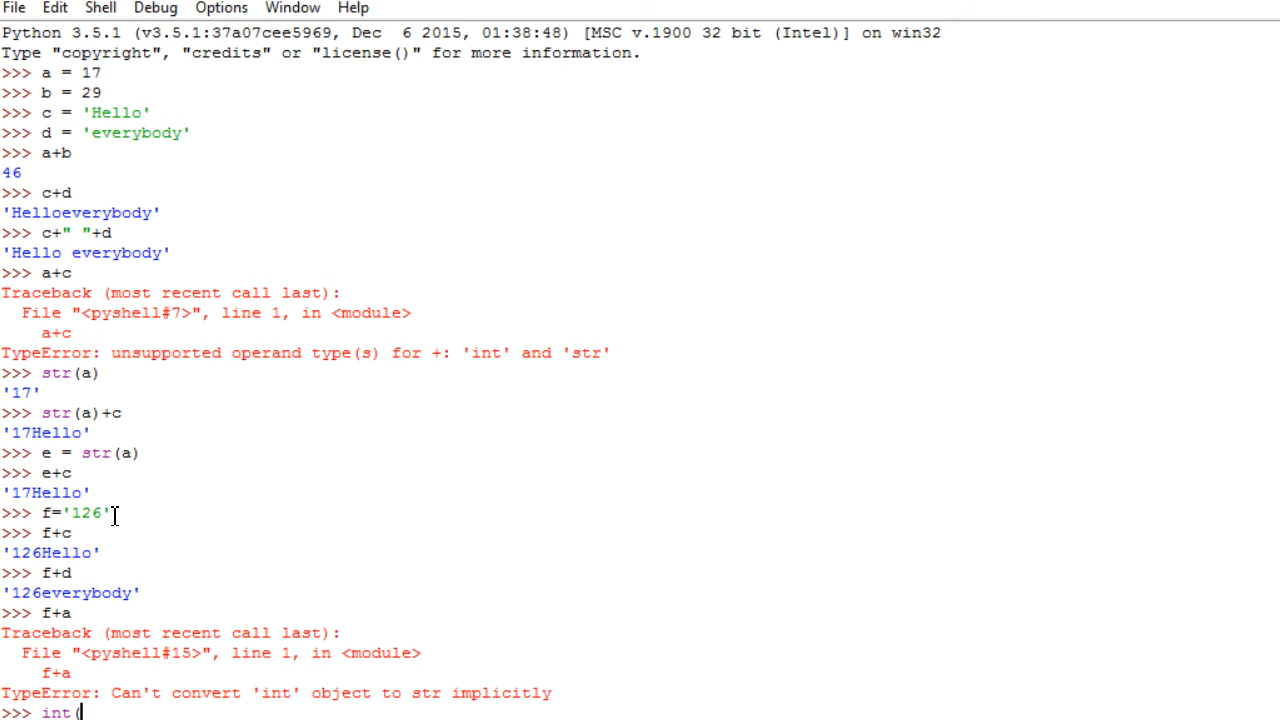 File Edit Shell Debug Options Window Help
Python 3.5.1 (v3.5.1:37a07cee5969, Dec  6 2015, 01:38:48) [MSC v.1900 32 bit (Intel)] on win32
Type "copyright", "credits" or "license()" for more information.
>>> a = 17
>>> b = 29
>>> c = 'Hello'
>>> d = 'everybody'
>>> a+b
46
>>> c+d
'Helloeverybody'
>>> c+" "+d
'Hello everybody'
>>> a+c
Traceback (most recent call last):
  File "<pyshell#7>", line 1, in <module>
    a+c
TypeError: unsupported operand type(s) for +: 'int' and 'str'
>>> str(a)
'17'
>>> str(a)+c
'17Hello'
>>> e = str(a)
>>> e+c
'17Hello'
>>> f='126'
>>> f+c
'126Hello'
>>> f+d
'126everybody'
>>> f+a
Traceback (most recent call last):
  File "<pyshell#15>", line 1, in <module>
    f+a
TypeError: Can't convert 'int' object to str implicitly
>>> int(